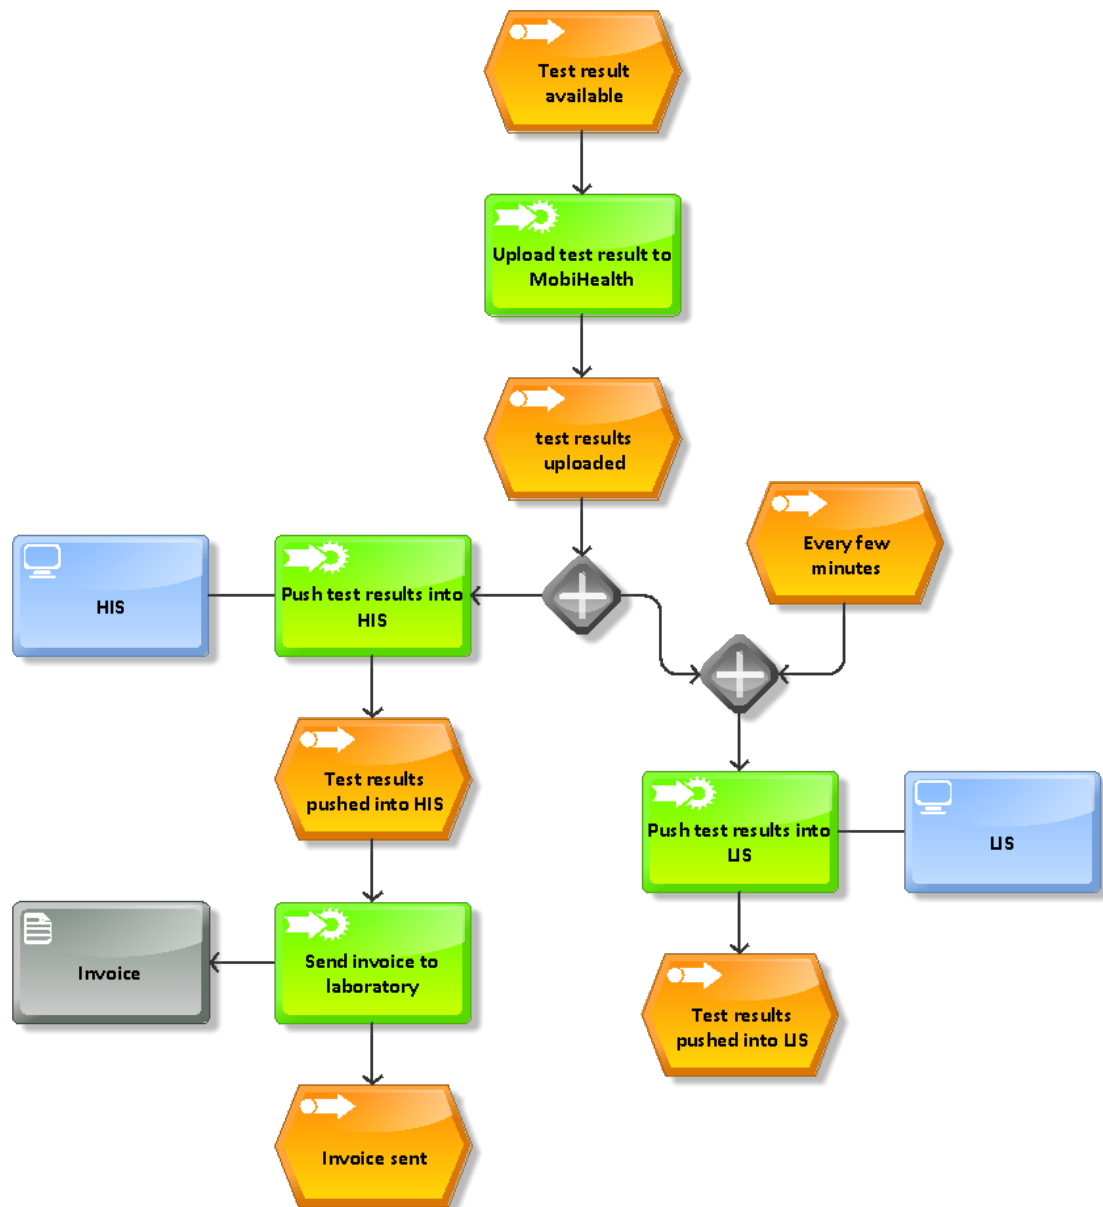 Test result
available
Upload test result to
MobiHealth
test results
uploaded
Every few
minutes
HIS
Push test results into
HIS
Test results
pushed into HIS
Push test results into
LIS
LIS
Invoice
Send invoice to
laboratory
Test results
pushed into LIS
Invoice sent